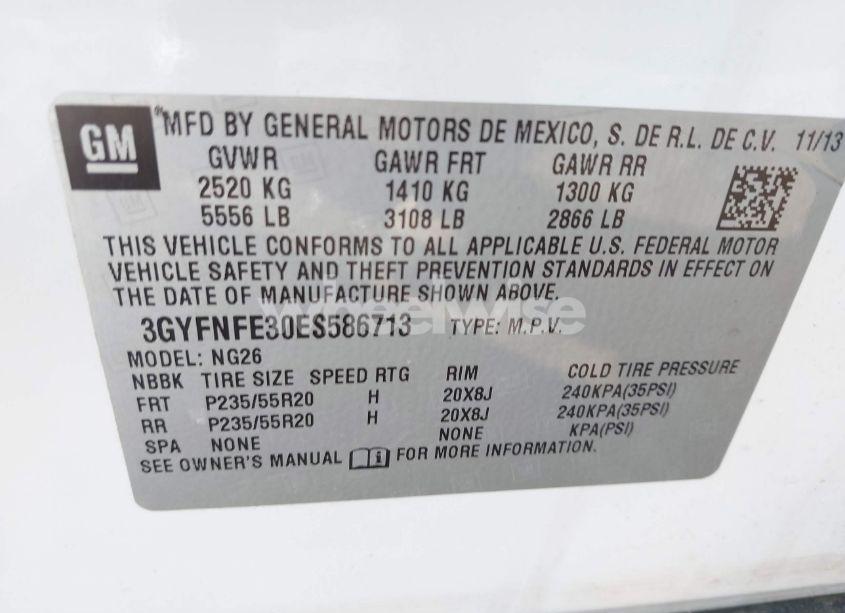 GM MFD BY GENERAL MOTORS DE MEXICO, S. DE R.L. DE C.V. 11/13
GVWR GAWR FRT GAWR RR
2520 KG 1410 KG 1300 KG
5556 LB 3108 LB 2866 LB
THIS VEHICLE CONFORMS TO ALL APPLICABLE U.S. FEDERAL MOTOR
VEHICLE SAFETY AND THEFT PREVENTION STANDARDS IN EFFECT ON
THE DATE OF MANUFACTURE SHOWN ABOVE.
wheelwise
3GYFNFE30ES586713 TYPE: M.P.V.
MODEL: NG26
NBBK TIRE SIZE SPEED RTG RIM COLD TIRE PRESSURE
FRT P235/55R20 H 20X8J 240KPA(35PSI)
RR P235/55R20 H 20X8J 240KPA(35PSI)
SPA NONE NONE KPA(PSI)
SEE OWNER'S MANUAL FOR MORE INFORMATION.